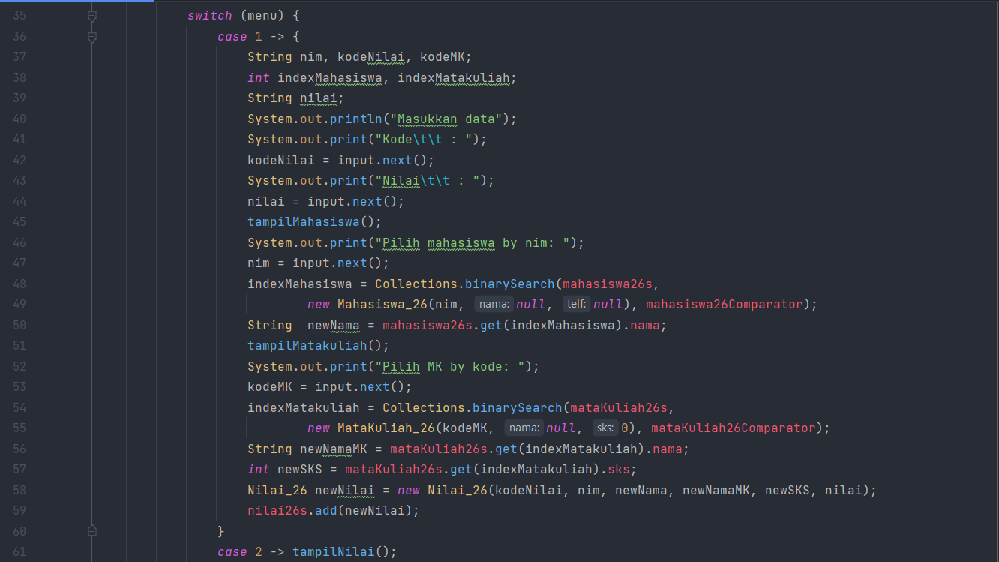 35 switch (menu) {
36 case 1 -> {
37 String nim, kodeNilai, kodeMK;
38 int indexMahasiswa, indexMatakuliah;
39 String nilai;
40 System.out.println("Masukkan data");
41 System.out.print("Kode\t\t : ");
42 kodeNilai = input.next();
43 System.out.print("Nilai\t\t : ");
44 nilai = input.next();
45 tampilMahasiswa();
46 System.out.print("Pilih mahasiswa by nim: ");
47 nim = input.next();
48 indexMahasiswa = Collections.binarySearch(mahasiswa26s,
49 new Mahasiswa_26(nim, nama: null, telf: null), mahasiswa26Comparator);
50 String  newNama = mahasiswa26s.get(indexMahasiswa).nama;
51 tampilMatakuliah();
52 System.out.print("Pilih MK by kode: ");
53 kodeMK = input.next();
54 indexMatakuliah = Collections.binarySearch(mataKuliah26s,
55 new MataKuliah_26(kodeMK, nama: null, sks: 0), mataKuliah26Comparator);
56 String newNamaMK = mataKuliah26s.get(indexMatakuliah).nama;
57 int newSKS = mataKuliah26s.get(indexMatakuliah).sks;
58 Nilai_26 newNilai = new Nilai_26(kodeNilai, nim, newNama, newNamaMK, newSKS, nilai);
59 nilai26s.add(newNilai);
60 }
61 case 2 -> tampilNilai();